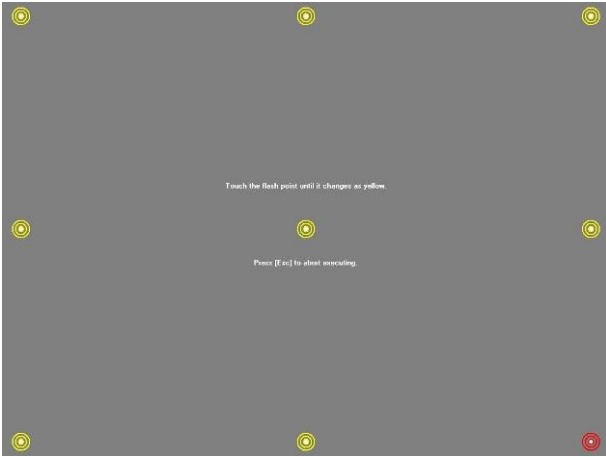 Touch the flash point until it changes as yellow.
Press [Esc] to abort executing.